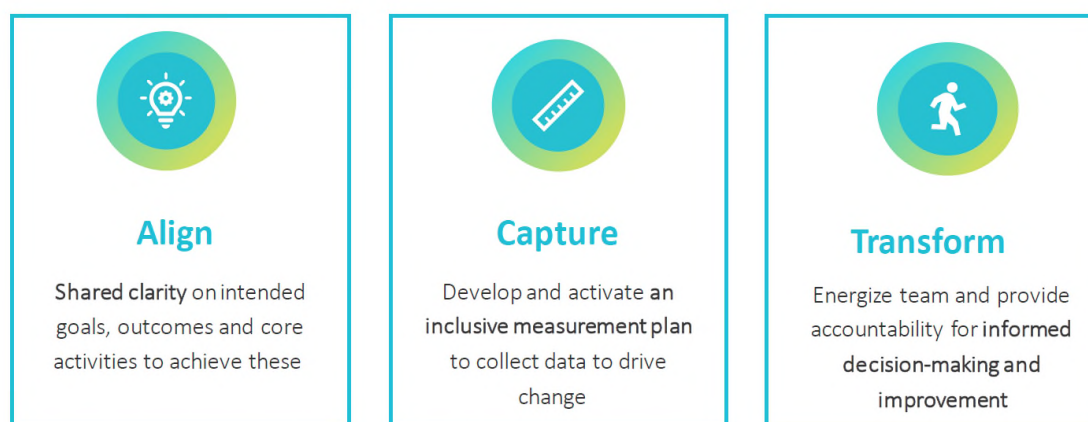 Align
Shared clarity on intended
goals, outcomes and core
activities to achieve these
Capture
Develop and activate an
inclusive measurement plan
to collect data to drive
change
Transform
Energize team and provide
accountability for informed
decision-making and
improvement